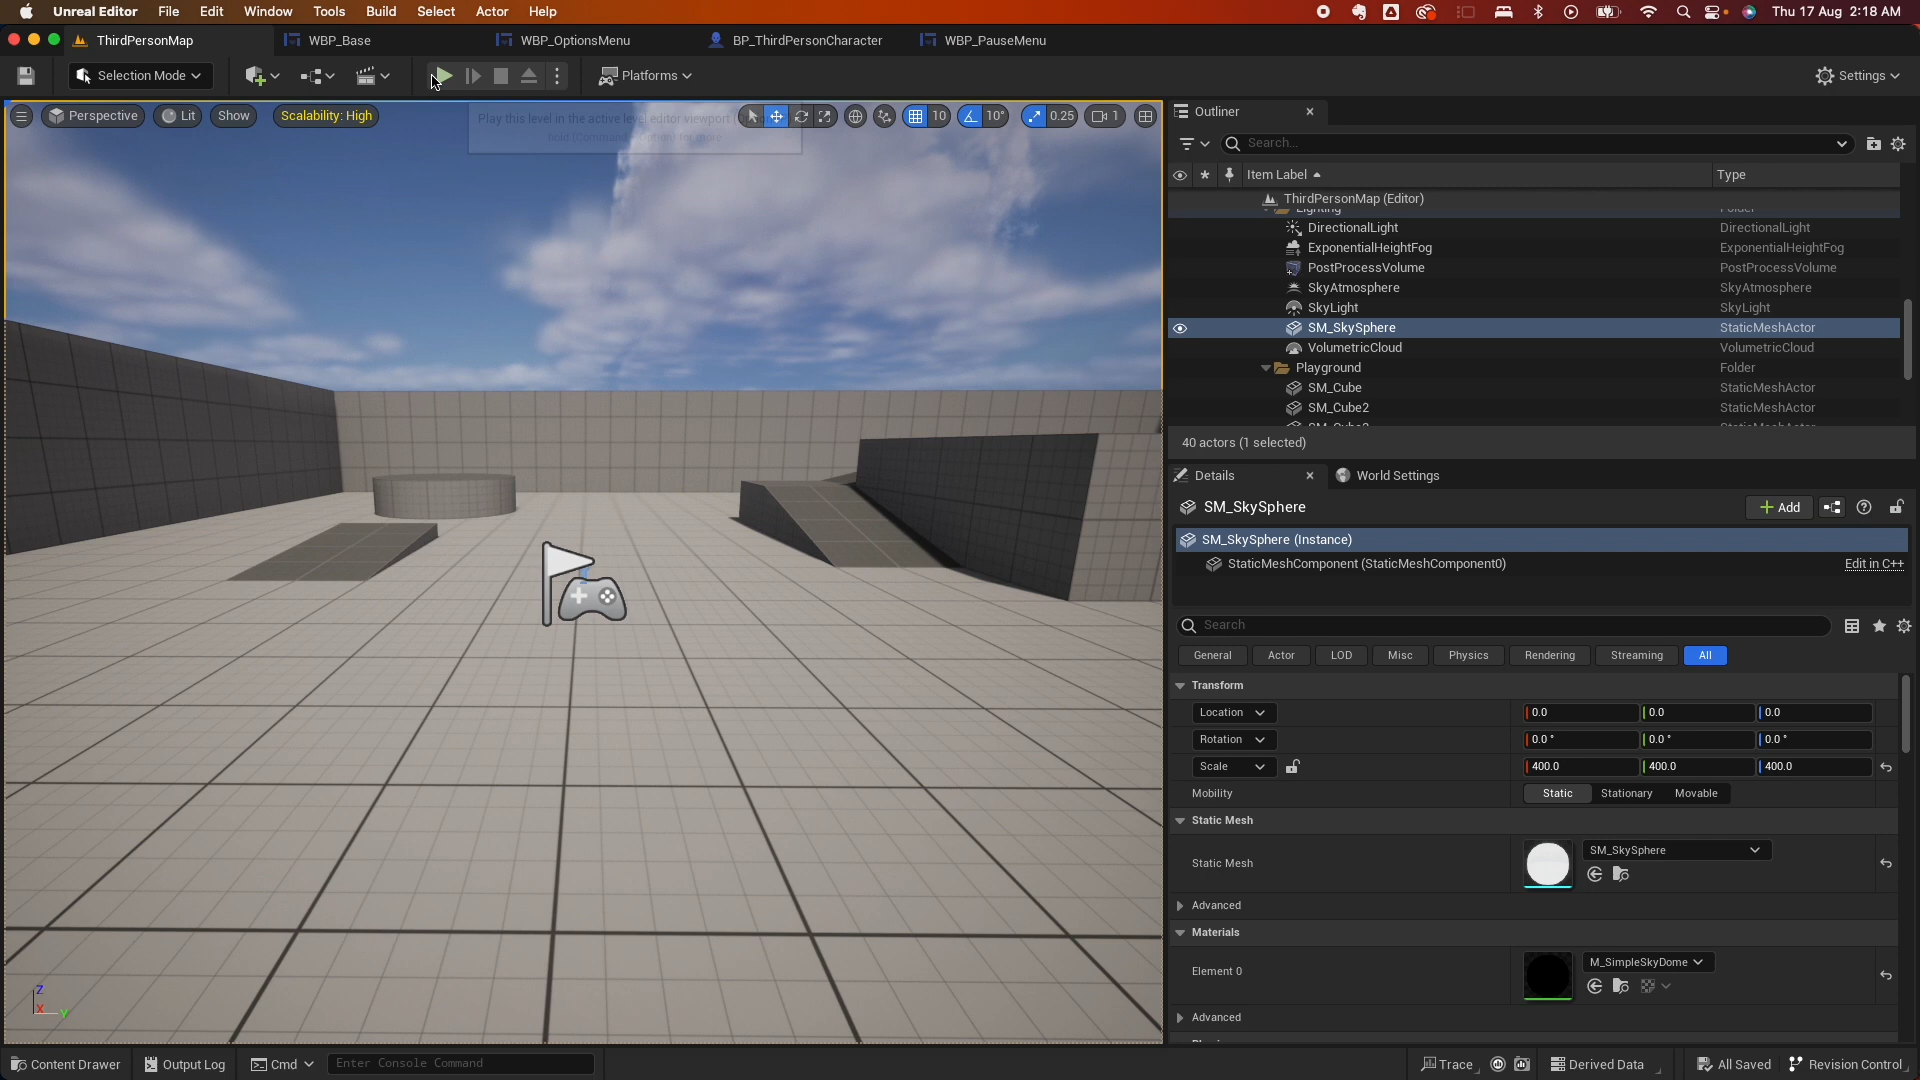 Unreal Editor File Edit Window Tools Build Select Actor Help Thu 17 Aug 2:18 AM
ThirdPersonMap WBP_Base WBP_OptionsMenu BP_ThirdPersonCharacter WBP_PauseMenu
Selection Mode Platforms Settings
Perspective Lit Show Scalability: High 10 10° 0.25 1
Play this level in the active level editor viewport
Outliner
Search...
Item Label Type
ThirdPersonMap (Editor)
Lighting Folder
DirectionalLight DirectionalLight
ExponentialHeightFog ExponentialHeightFog
PostProcessVolume PostProcessVolume
SkyAtmosphere SkyAtmosphere
SkyLight SkyLight
SM_SkySphere StaticMeshActor
VolumetricCloud VolumetricCloud
Playground Folder
SM_Cube StaticMeshActor
SM_Cube2 StaticMeshActor
40 actors (1 selected)
Details World Settings
SM_SkySphere Add
SM_SkySphere (Instance)
StaticMeshComponent (StaticMeshComponent0) Edit in C++
Search
General Actor LOD Misc Physics Rendering Streaming All
Transform
Location 0.0 0.0 0.0
Rotation 0.0° 0.0° 0.0°
Scale 400.0 400.0 400.0
Mobility Static Stationary Movable
Static Mesh
Static Mesh SM_SkySphere
Advanced
Materials
Element 0 M_SimpleSkyDome
Advanced
Z
X Y
Content Drawer Output Log Cmd Enter Console Command Trace Derived Data All Saved Revision Control